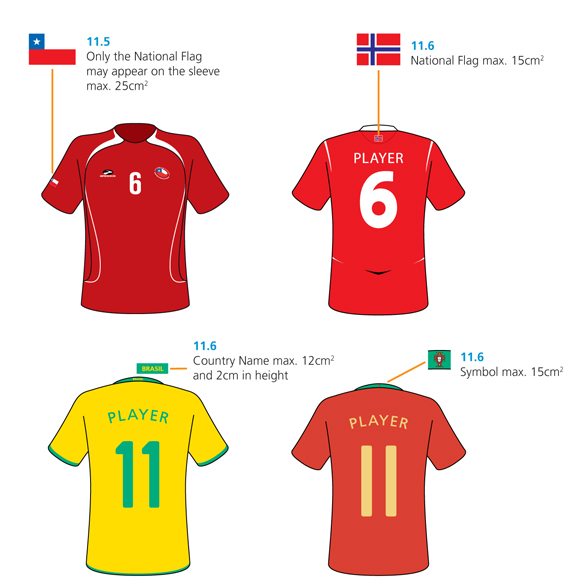 11.5
Only the National Flag
may appear on the sleeve
max. 25cm²
11.6
National Flag max. 15cm²
6
PLAYER
6
11.6
Country Name max. 12cm²
and 2cm in height
BRASIL
11.6
Symbol max. 15cm²
PLAYER
11
PLAYER
11